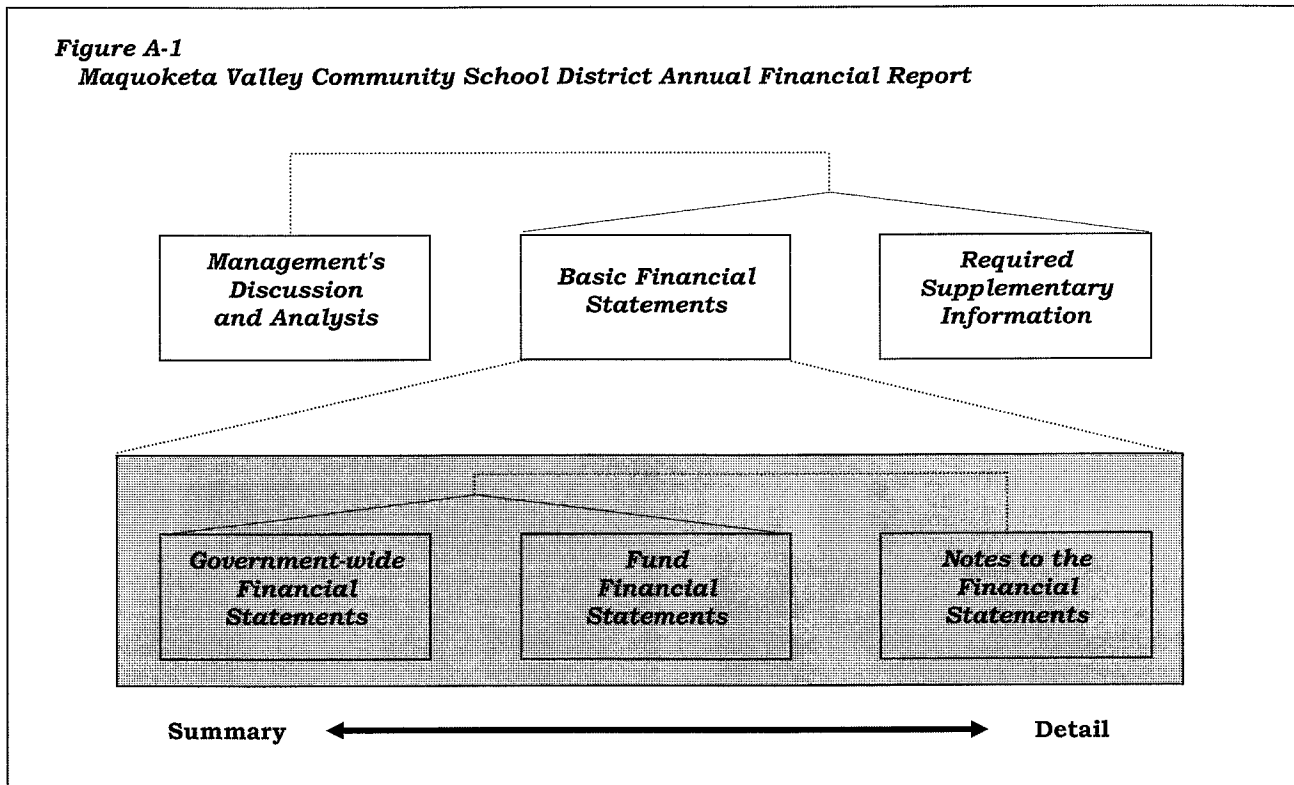 Figure A-1
Maquoketa Valley Community School District Annual Financial Report
Management's
Discussion
and Analysis
Basic Financial
Statements
Required
Supplementary
Information
Government-wide
Financial
Statements
Fund
Financial
Statements
Notes to the
Financial
Statements
Summary
Detail